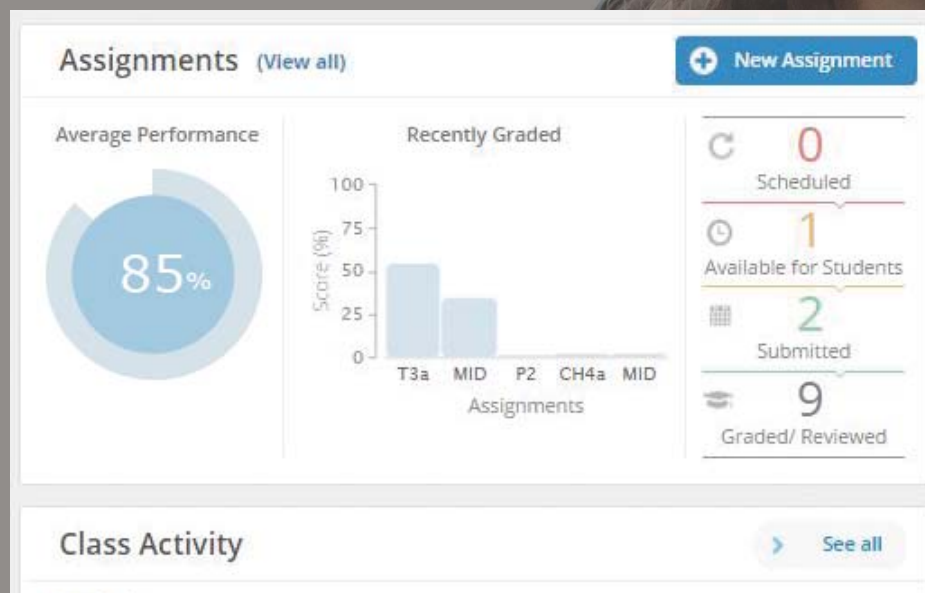 Assignments (View all)
New Assignment
Average Performance
85%
Recently Graded
100
75
50
25
0
Score (%)
T3a MID P2 CH4a MID
Assignments
0
Scheduled
1
Available for Students
2
Submitted
9
Graded/ Reviewed
Class Activity
See all